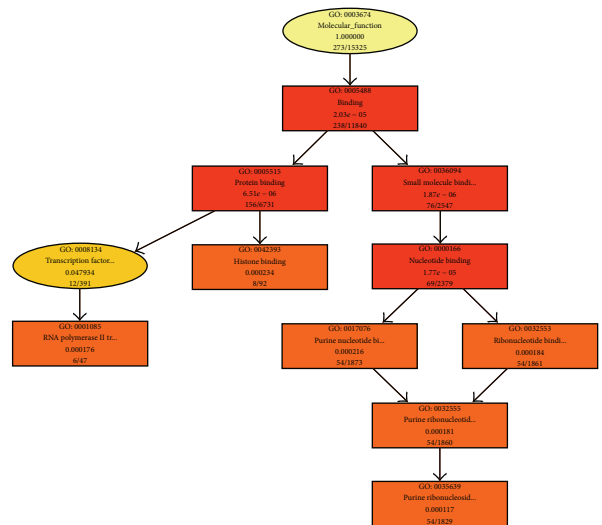 GO: 0003674
Molecular_function
1.000000
273/15325
GO: 0005488
Binding
2.03e − 05
238/11840
GO: 0005515
Protein binding
6.51e − 06
156/6731
GO: 0036094
Small molecule bindi...
1.87e − 06
76/2547
GO: 0008134
Transcription factor...
0.047934
12/391
GO: 0042393
Histone binding
0.000234
8/92
GO: 0000166
Nucleotide binding
1.77e − 05
69/2379
GO: 0001085
RNA polymerase II tr...
0.000176
6/47
GO: 0017076
Purine nucleotide bi...
0.000216
54/1873
GO: 0032553
Ribonucleotide bindi...
0.000184
54/1861
GO: 0032555
Purine ribonucleotid...
0.000181
54/1860
GO: 0035639
Purine ribonucleosid...
0.000117
54/1829